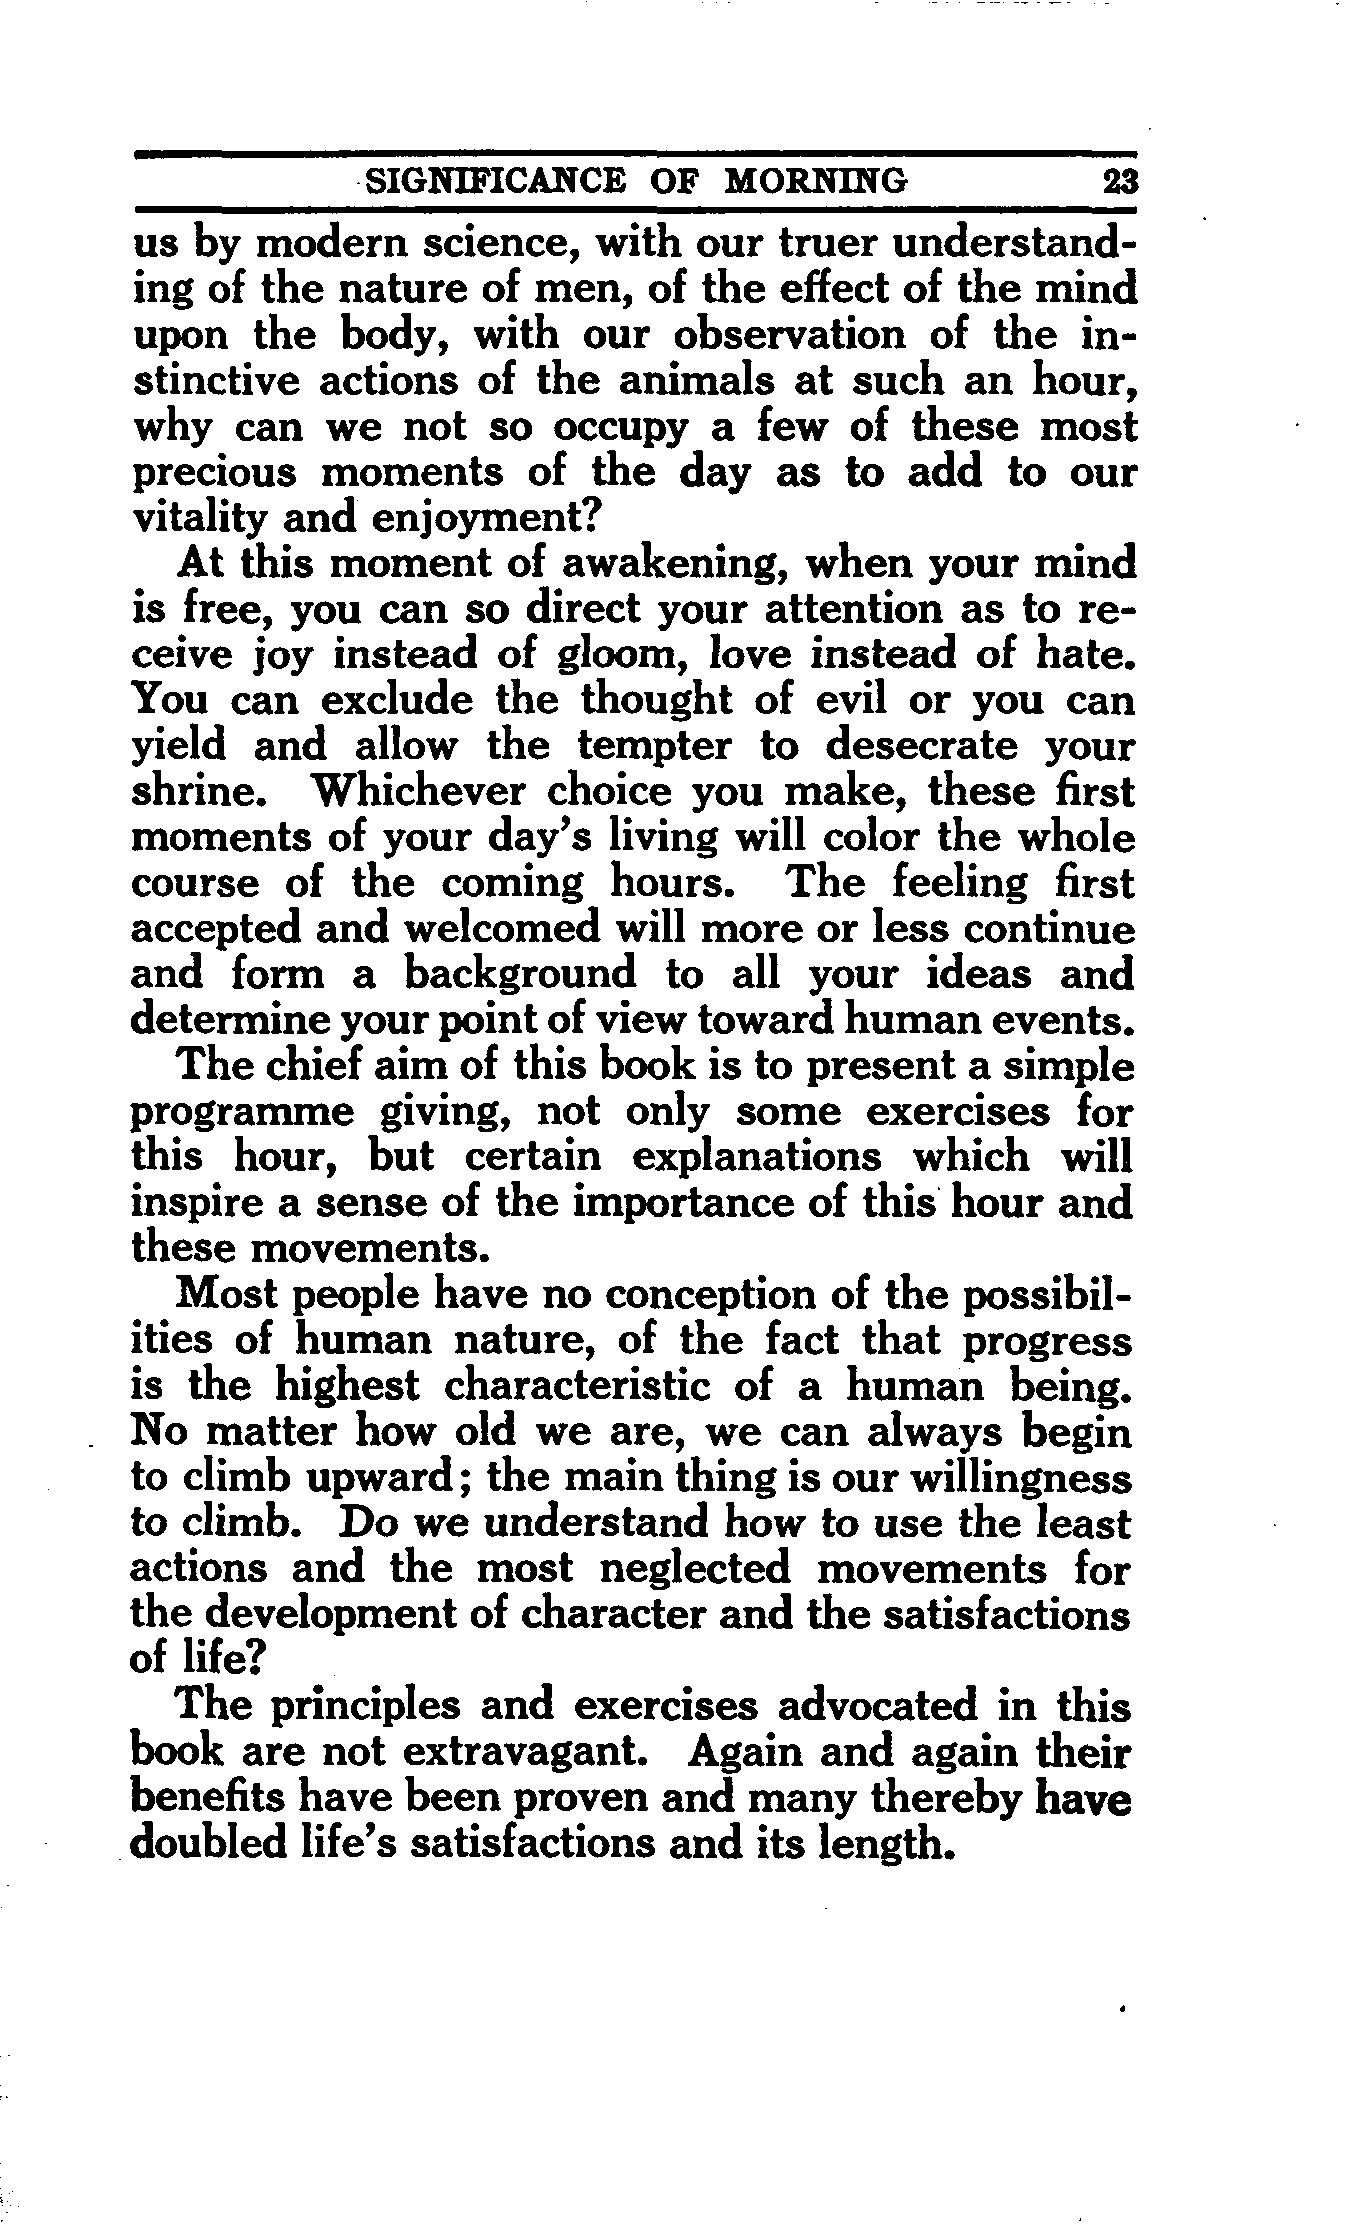 SIGNIFICANCE OF MORNING 23
us by modern science, with our truer understand-
ing of the nature of men, of the effect of the mind
upon the body, with our observation of the in-
stinctive actions of the animals at such an hour,
why can we not so occupy a few of these most
precious moments of the day as to add to our
vitality and enjoyment?
At this moment of awakening, when your mind
is free, you can so direct your attention as to re-
ceive joy instead of gloom, love instead of hate.
You can exclude the thought of evil or you can
yield and allow the tempter to desecrate your
shrine. Whichever choice you make, these first
moments of your day's living will color the whole
course of the coming hours. The feeling first
accepted and welcomed will more or less continue
and form a background to all your ideas and
determine your point of view toward human events.
The chief aim of this book is to present a simple
programme giving, not only some exercises for
this hour, but certain explanations which will
inspire a sense of the importance of this hour and
these movements.
Most people have no conception of the possibil-
ities of human nature, of the fact that progress
is the highest characteristic of a human being.
No matter how old we are, we can always begin
to climb upward; the main thing is our willingness
to climb. Do we understand how to use the least
actions and the most neglected movements for
the development of character and the satisfactions
of life?
The principles and exercises advocated in this
book are not extravagant. Again and again their
benefits have been proven and many thereby have
doubled life's satisfactions and its length.